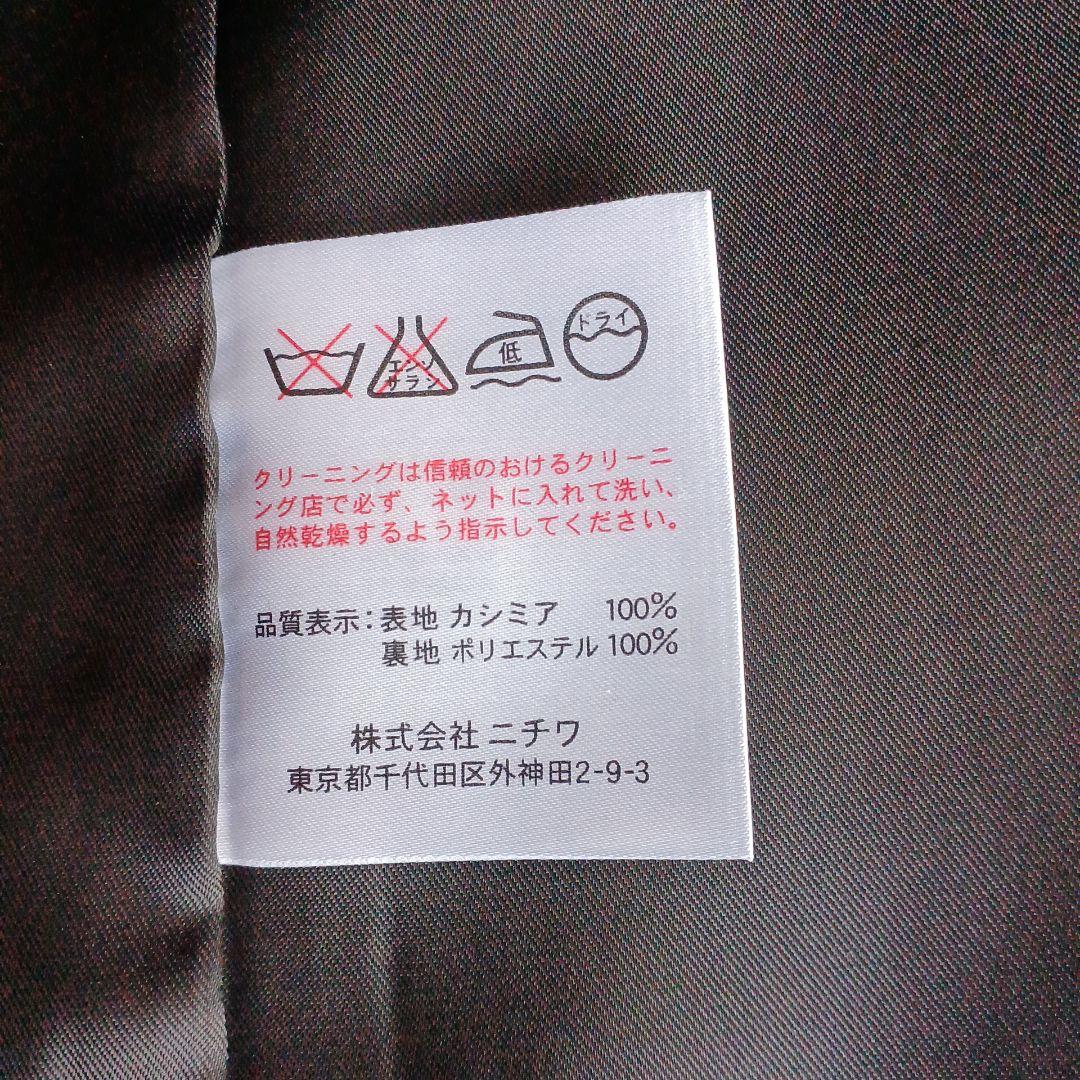 エンソ
サラシ
低
ドライ
クリーニングは信頼のおけるクリーニ
ング店で必ず、ネットに入れて洗い、
自然乾燥するよう指示してください。
品質表示：表地 カシミア 100%
裏地 ポリエステル 100%
株式会社 ニチワ
東京都千代田区外神田2-9-3